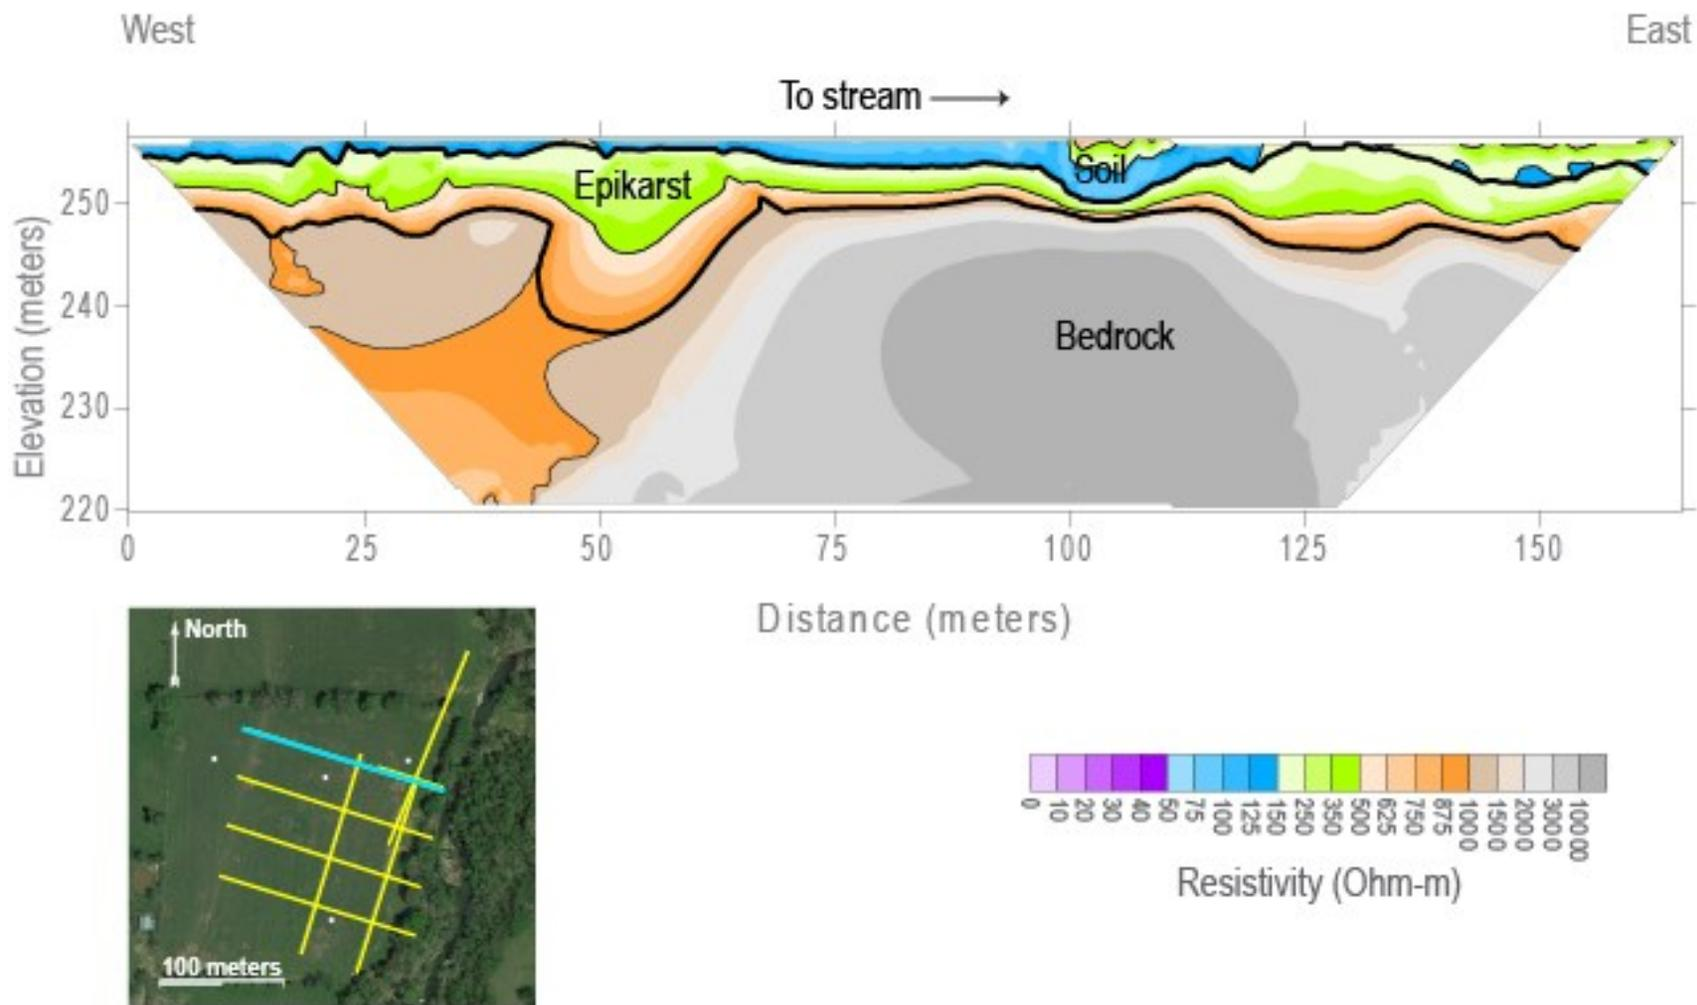 West
East
To stream
Soil
Epikarst
Bedrock
Elevation (meters)
250
240
230
220
0 25 50 75 100 125 150
Distance (meters)
North
100 meters
0 10 20 30 40 50 75 100 125 150 250 350 500 625 750 875 1000 1500 2000 3000 10000
Resistivity (Ohm-m)